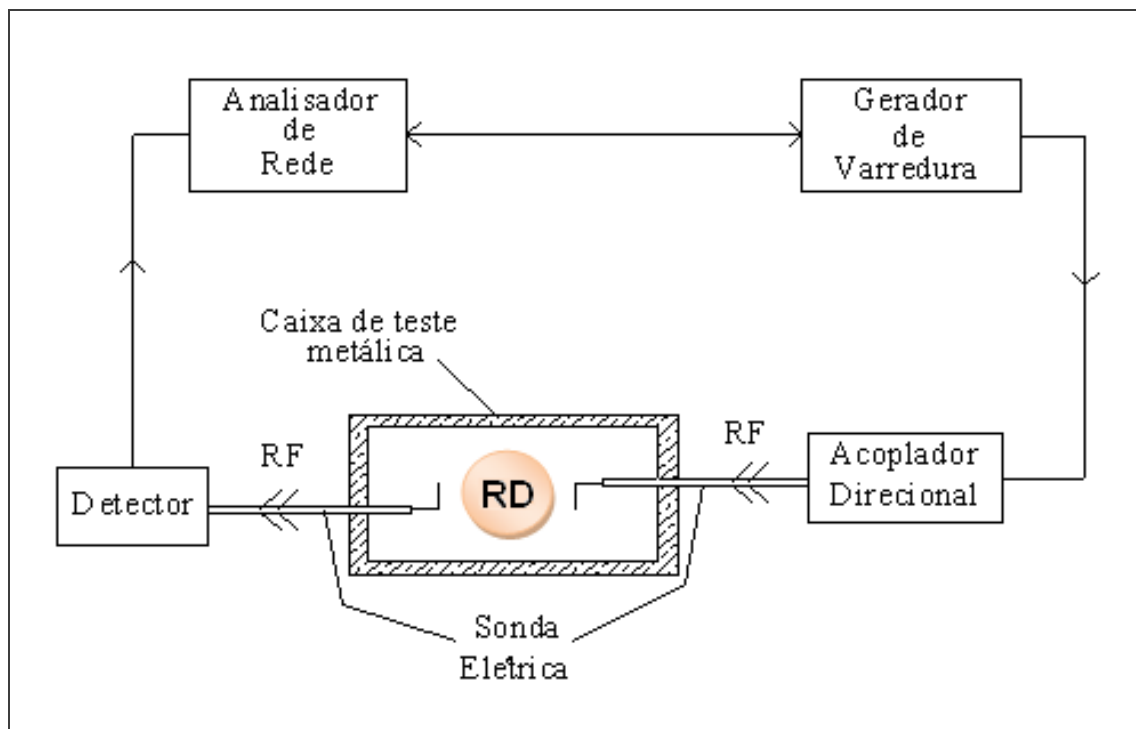 Analisador
de
Rede
Gerador
de
Varredura
Caixa de teste
metálica
RF
RF
Detector
RD
Acoplador
Direcional
Sonda
Elétrica